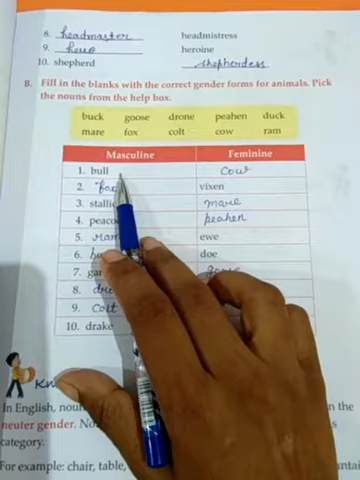 8. headmaster headmistress
9. hero heroine
10. shepherd shepherdess
B. Fill in the blanks with the correct gender forms for animals. Pick
the nouns from the help box.
buck goose drone peahen duck
mare fox colt cow ram
Masculine Feminine
1. bull cow
2. vixen
3. mare
4. peahen
5. ram ewe
6. doe
7. goose
8.
9. colt
10. drake
In English, in the
neuter gender.
category.
For example: chair, table,